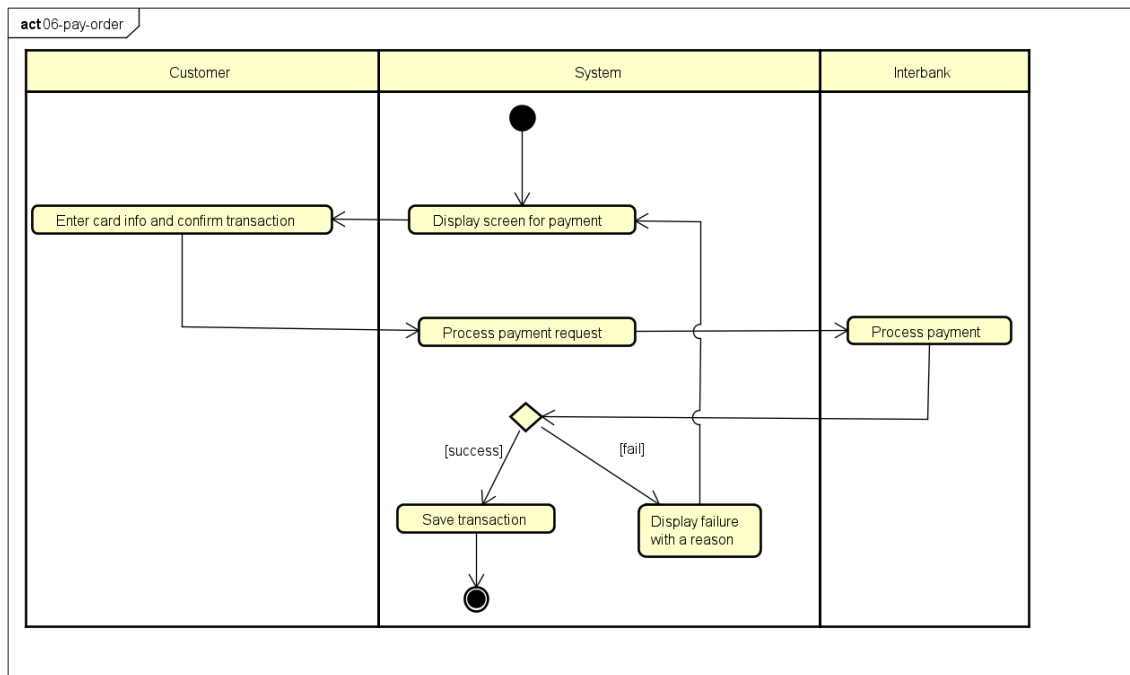 act 06-pay-order
Customer
System
Interbank
Enter card info and confirm transaction
Display screen for payment
Process payment request
Process payment
[success]
[fail]
Save transaction
Display failure
with a reason